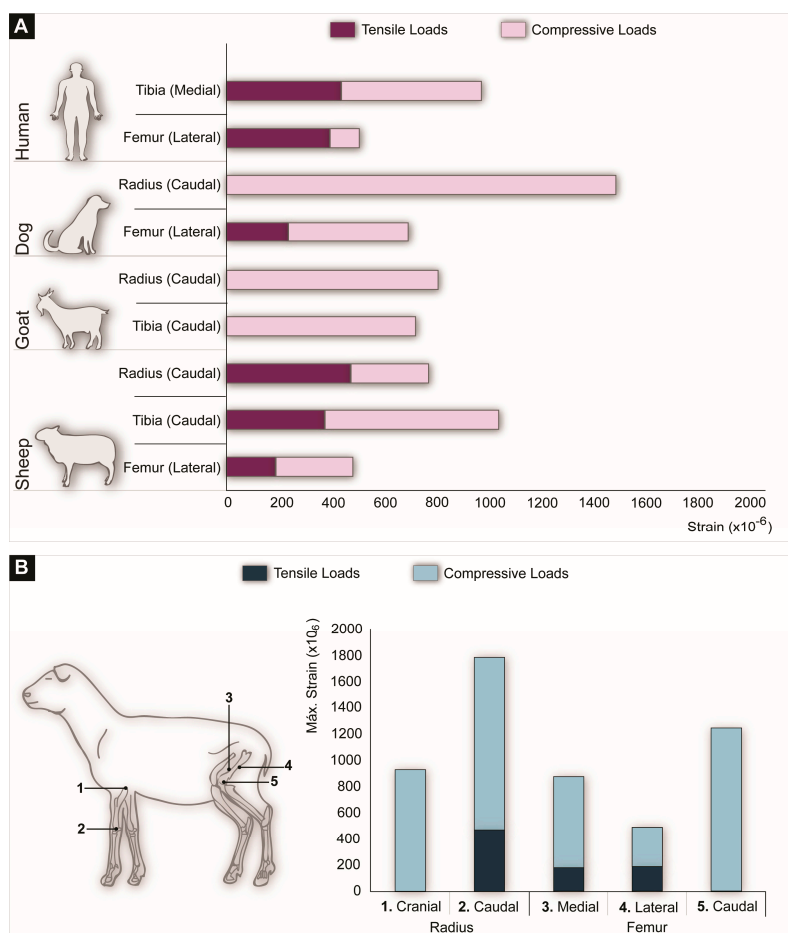 A
Tensile Loads Compressive Loads
Human
Tibia (Medial)
Femur (Lateral)
Dog
Radius (Caudal)
Femur (Lateral)
Goat
Radius (Caudal)
Tibia (Caudal)
Sheep
Radius (Caudal)
Tibia (Caudal)
Femur (Lateral)
0 200 400 600 800 1000 1200 1400 1600 1800 2000
Strain (x10-6)
B
Tensile Loads Compressive Loads
1
2
3
4
5
Máx. Strain (x106)
2000
1800
1600
1400
1200
1000
800
600
400
200
0
1. Cranial 2. Caudal 3. Medial 4. Lateral 5. Caudal
Radius Femur